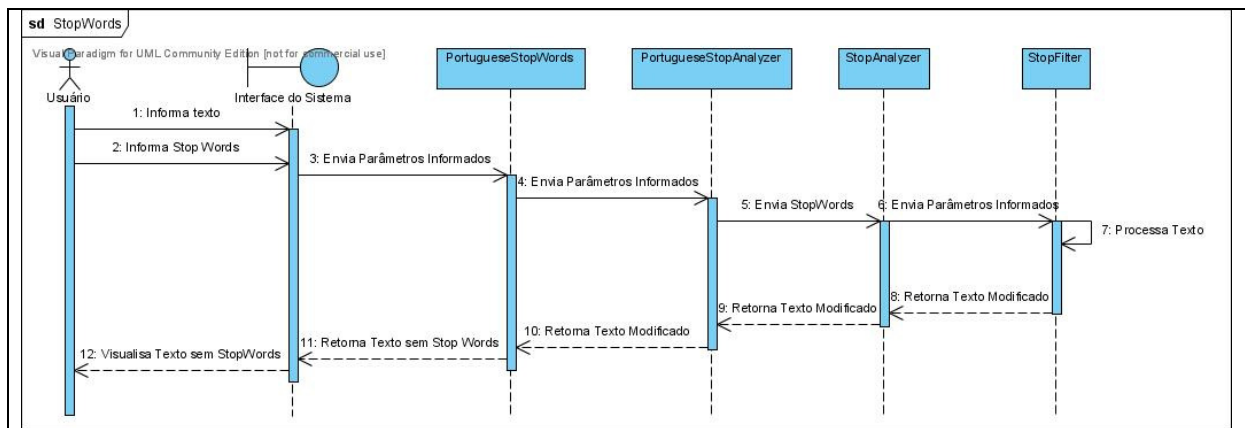 sd StopWords
Visual Paradigm for UML Community Edition [not for commercial use]
Usuário
Interface do Sistema
PortugueseStopWords
PortugueseStopAnalyzer
StopAnalyzer
StopFilter
1: Informa texto
2: Informa Stop Words
3: Envia Parâmetros Informados
4: Envia Parâmetros Informados
5: Envia StopWords
6: Envia Parâmetros Informados
7: Processa Texto
8: Retorna Texto Modificado
9: Retorna Texto Modificado
10: Retorna Texto Modificado
11: Retorna Texto sem Stop Words
12: Visualisa Texto sem StopWords